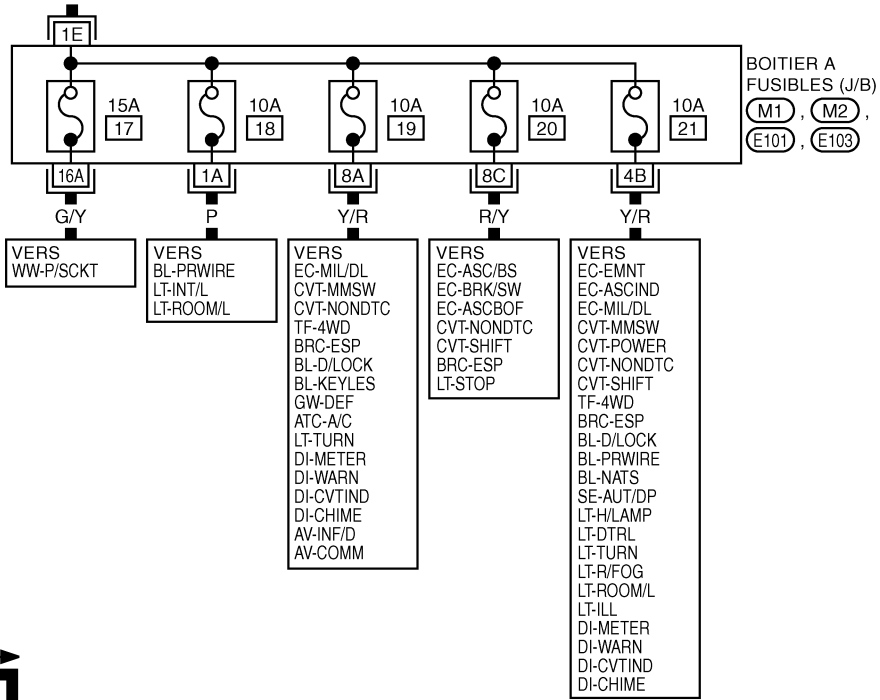 1E
BOITIER A
FUSIBLES (J/B)
M1 , M2 ,
E101 , E103
15A
17
10A
18
10A
19
10A
20
10A
21
16A
1A
8A
8C
4B
G/Y
P
Y/R
R/Y
Y/R
VERS
WW-P/SCKT
VERS
BL-PRWIRE
LT-INT/L
LT-ROOM/L
VERS
EC-MIL/DL
CVT-MMSW
CVT-NONDTC
TF-4WD
BRC-ESP
BL-D/LOCK
BL-KEYLES
GW-DEF
ATC-A/C
LT-TURN
DI-METER
DI-WARN
DI-CVTIND
DI-CHIME
AV-INF/D
AV-COMM
VERS
EC-ASC/BS
EC-BRK/SW
EC-ASCBOF
CVT-NONDTC
CVT-SHIFT
BRC-ESP
LT-STOP
VERS
EC-EMNT
EC-ASCIND
EC-MIL/DL
CVT-MMSW
CVT-POWER
CVT-NONDTC
CVT-SHIFT
TF-4WD
BRC-ESP
BL-D/LOCK
BL-PRWIRE
BL-NATS
SE-AUT/DP
LT-H/LAMP
LT-DTRL
LT-TURN
LT-R/FOG
LT-ROOM/L
LT-ILL
DI-METER
DI-WARN
DI-CVTIND
DI-CHIME